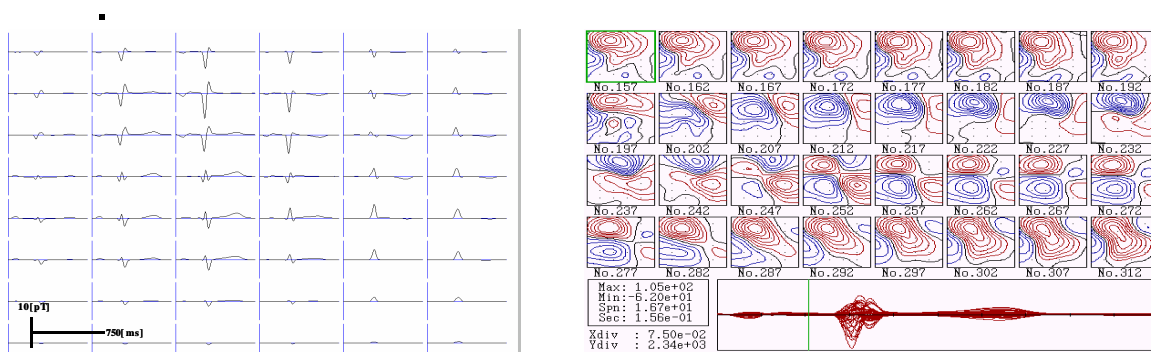 10[pT]
750[ms]
No.157 No.162 No.167 No.172 No.177 No.182 No.187 No.192
No.197 No.202 No.207 No.212 No.217 No.222 No.227 No.232
No.237 No.242 No.247 No.252 No.257 No.262 No.267 No.272
No.277 No.282 No.287 No.292 No.297 No.302 No.307 No.312
Max: 1.05e+02
Min:-6.20e+01
Spn: 1.67e+01
Sec: 1.56e-01
Xdiv : 7.50e-02
Ydiv : 2.34e+03